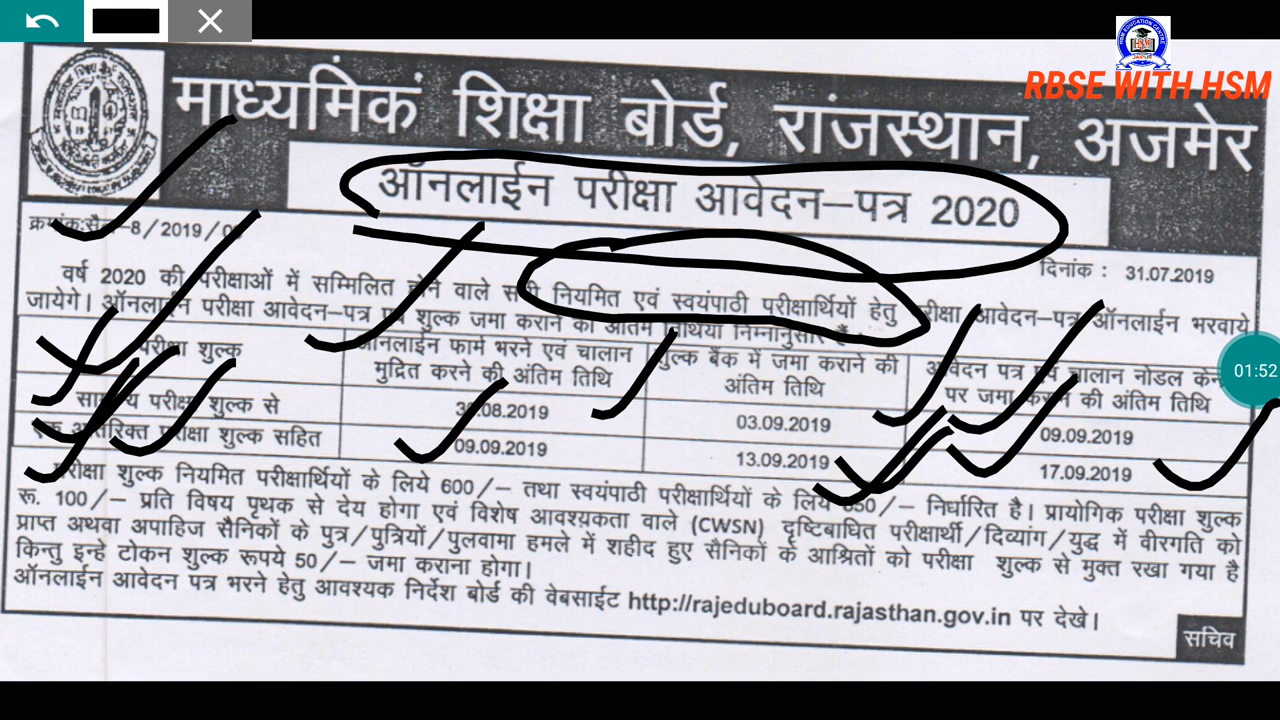 RBSE WITH HSM
माध्यमिक शिक्षा बोर्ड, राजस्थान, अजमेर
ऑनलाईन परीक्षा आवेदन–पत्र 2020
–8/2019/
दिनांक : 31.07.2019
वर्ष 2020 की परीक्षाओं में सम्मिलित होने वाले सभी नियमित एवं स्वयंपाठी परीक्षार्थियों हेतु परीक्षा आवेदन–पत्र ऑनलाईन भरवाये
जायेगे। ऑनलाईन परीक्षा आवेदन–पत्र एवं शुल्क जमा कराने की अंतिम तिथियां निम्नानुसार हैं।
परीक्षा शुल्क
ऑनलाईन फार्म भरने एवं चालान
मुद्रित करने की अंतिम तिथि
शुल्क बैंक में जमा कराने की
अंतिम तिथि
आवेदन पत्र एवं चालान नोडल
पर जमा कराने की अंतिम तिथि
सामान्य परीक्षा शुल्क से
.08.2019
03.09.2019
09.09.2019
एक अतिरिक्त परीक्षा शुल्क सहित
09.09.2019
13.09.2019
17.09.2019
परीक्षा शुल्क नियमित परीक्षार्थियों के लिये 600/– तथा स्वयंपाठी परीक्षार्थियों के लिये 650/– निर्धारित है। प्रायोगिक परीक्षा शुल्क
रू. 100/– प्रति विषय पृथक से देय होगा एवं विशेष आवश्यकता वाले (CWSN) दृष्टिबाधित परीक्षार्थी/दिव्यांग/युद्ध में वीरगति को
प्राप्त अथवा अपाहिज सैनिकों के पुत्र/पुत्रियों/पुलवामा हमले में शहीद हुए सैनिकों के आश्रितों को परीक्षा शुल्क से मुक्त रखा गया है
किन्तु इन्हे टोकन शुल्क रूपये 50/– जमा कराना होगा।
ऑनलाईन आवेदन पत्र भरने हेतु आवश्यक निर्देश बोर्ड की वेबसाईट http://rajeduboard.rajasthan.gov.in पर देखे।
सचिव
01:52